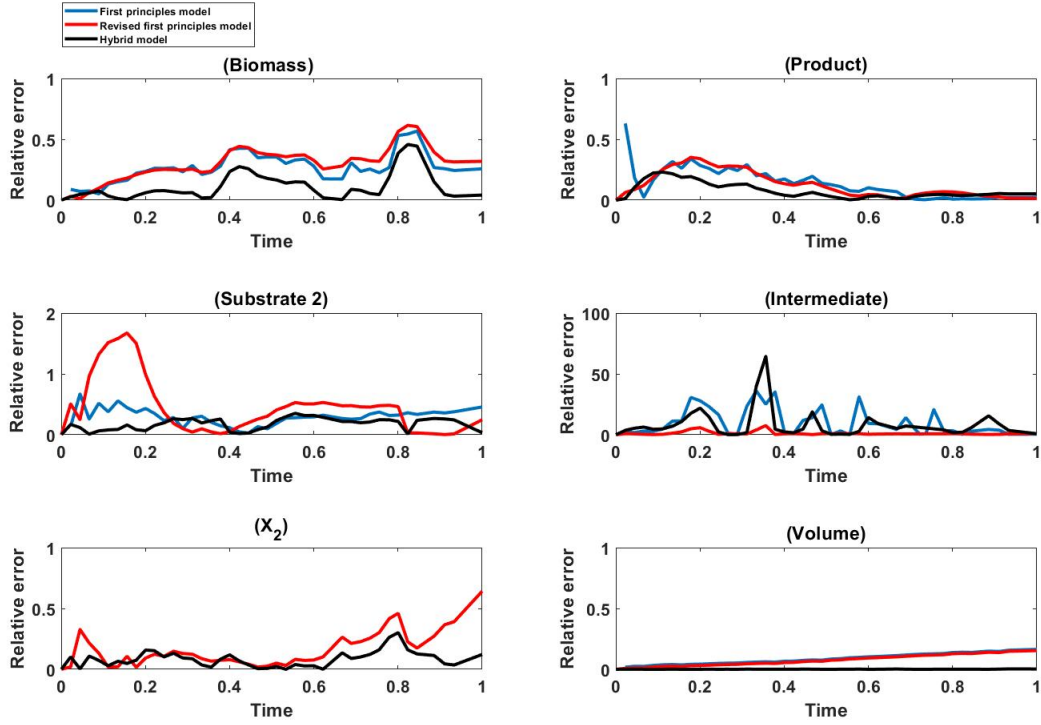 First principles model
Revised first principles model
Hybrid model
(Biomass)
Relative error
1
0.5
0
0 0.2 0.4 0.6 0.8 1
Time
(Product)
Relative error
1
0.5
0
0 0.2 0.4 0.6 0.8 1
Time
(Substrate 2)
Relative error
2
1
0
0 0.2 0.4 0.6 0.8 1
Time
(Intermediate)
Relative error
100
50
0
0 0.2 0.4 0.6 0.8 1
Time
(X₂)
Relative error
1
0.5
0
0 0.2 0.4 0.6 0.8 1
Time
(Volume)
Relative error
1
0.5
0
0 0.2 0.4 0.6 0.8 1
Time